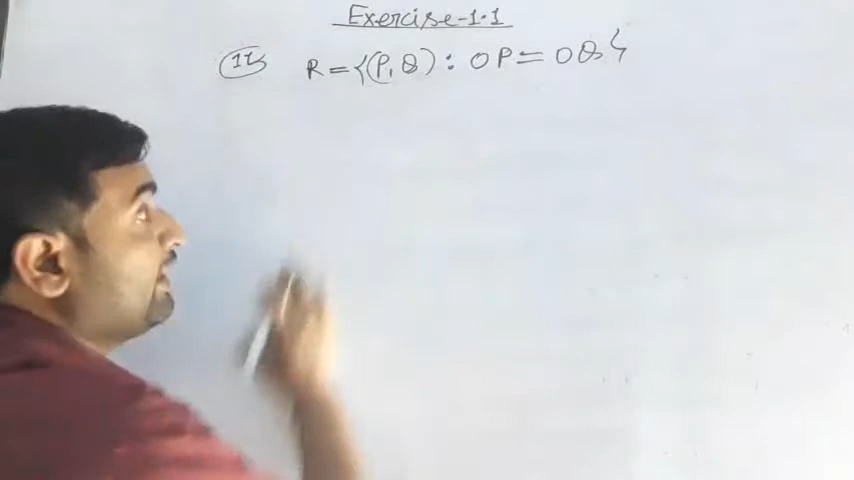 Exercise-1.1
11 R = {(P, Q) : OP = OQ}